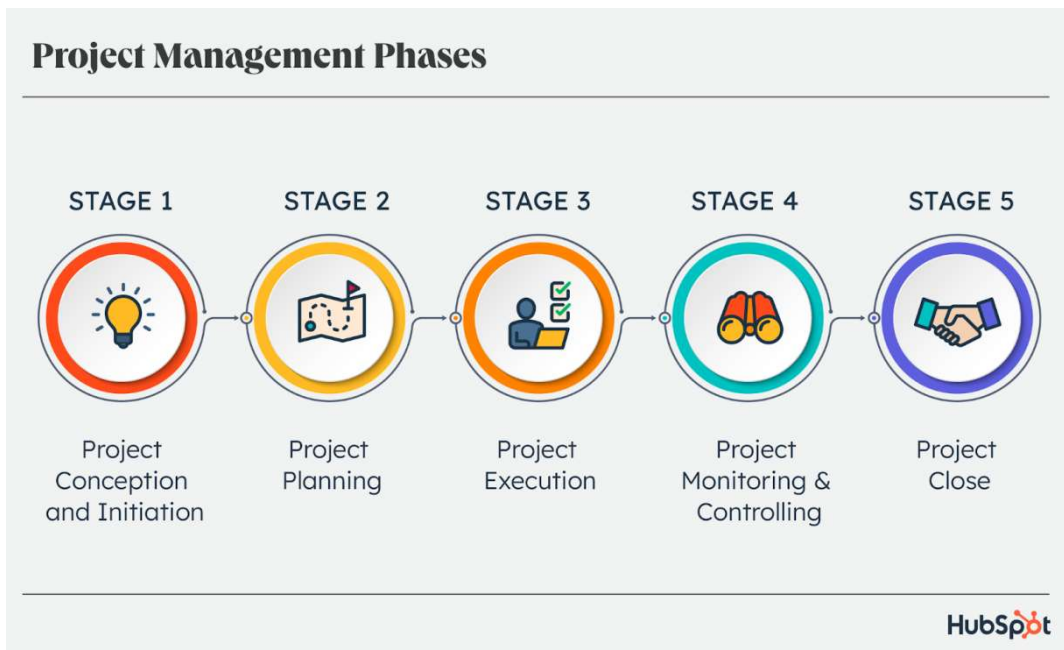 Project Management Phases
STAGE 1
STAGE 2
STAGE 3
STAGE 4
STAGE 5
Project
Conception
and Initiation
Project
Planning
Project
Execution
Project
Monitoring &
Controlling
Project
Close
HubSpot